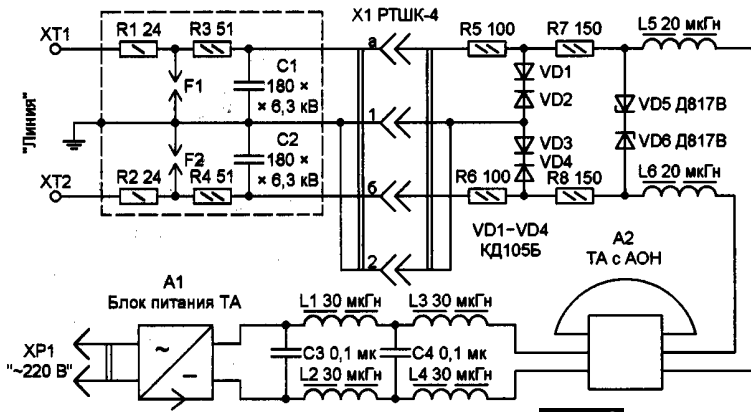 X1 РТШК-4
R1 24
R3 51
R5 100
R7 150
L5 20 мкГн
XT1
а
F1
C1
180 ×
× 6,3 кВ
VD1
VD2
VD5 Д817В
"Линия"
1
C2
180 ×
× 6,3 кВ
VD3
VD4
VD6 Д817В
F2
XT2
R2 24
R4 51
б
R6 100
R8 150
L6 20 мкГн
VD1–VD4
КД105Б
2
A2
ТА с АОН
A1
Блок питания ТА
L1 30 мкГн
L3 30 мкГн
XP1
"~220 В"
~
–
C3 0,1 мк
C4 0,1 мк
L2 30 мкГн
L4 30 мкГн